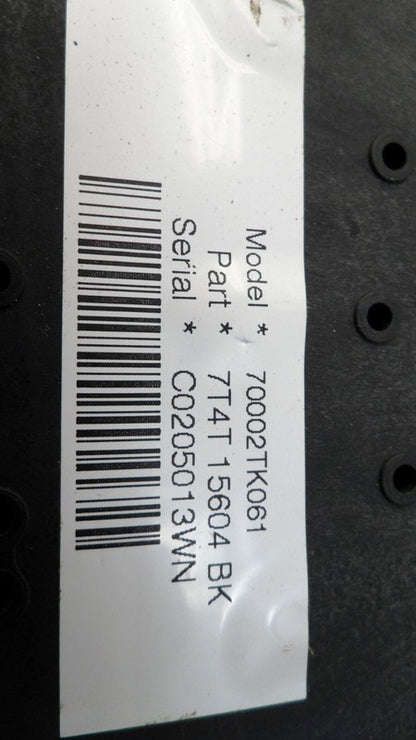 Model * 70002TK061
Part * 7T4T 15604 BK
Serial * C0205013WN